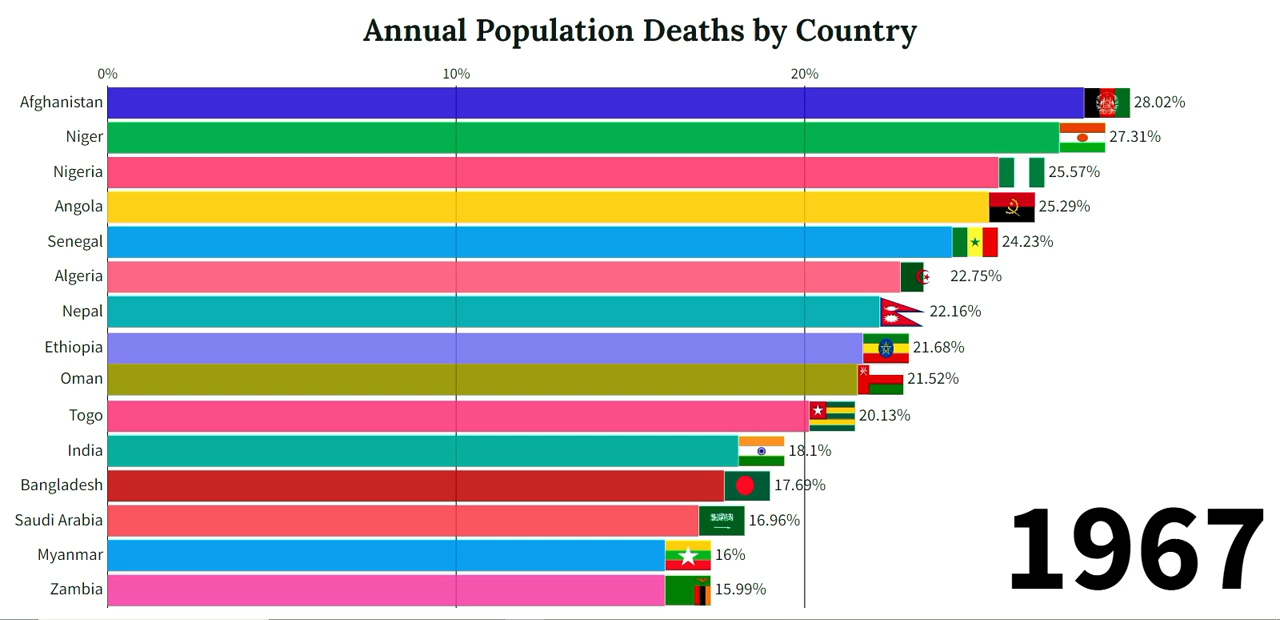 Annual Population Deaths by Country
0% 10% 20%
Afghanistan 28.02%
Niger 27.31%
Nigeria 25.57%
Angola 25.29%
Senegal 24.23%
Algeria 22.75%
Nepal 22.16%
Ethiopia 21.68%
Oman 21.52%
Togo 20.13%
India 18.1%
Bangladesh 17.69%
Saudi Arabia 16.96%
Myanmar 16%
Zambia 15.99%
1967